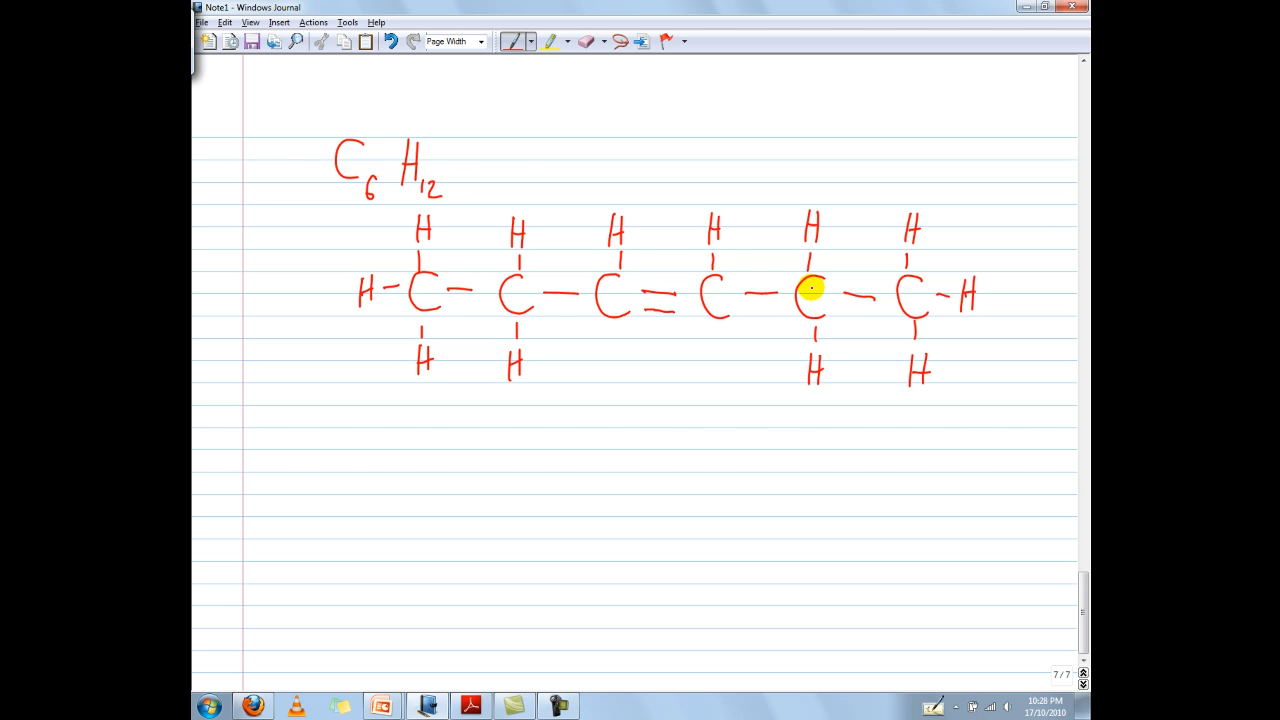 Note1 - Windows Journal
File Edit View Insert Actions Tools Help
Page Width
C6 H12
H H H H H H
H - C - C - C = C - C - C - H
H H H H
7 / 7
10:28 PM
17/10/2010